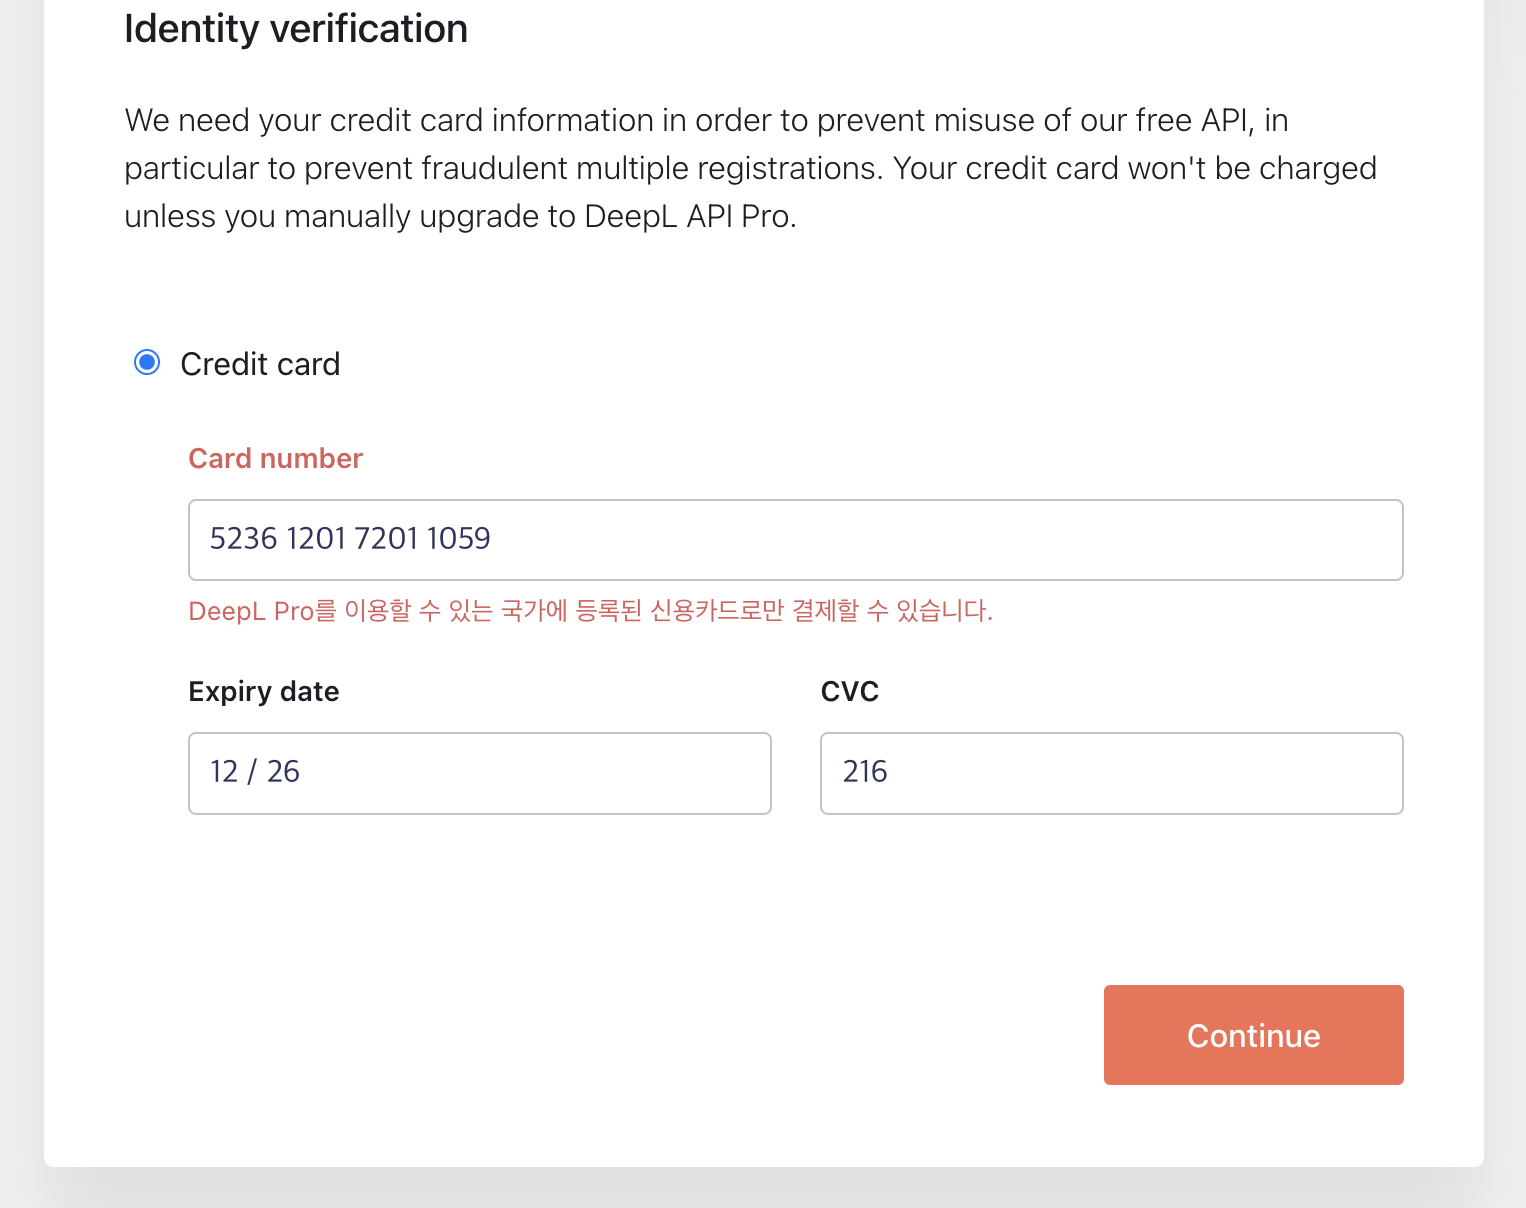 Identity verification
We need your credit card information in order to prevent misuse of our free API, in
particular to prevent fraudulent multiple registrations. Your credit card won't be charged
unless you manually upgrade to DeepL API Pro.
Credit card
Card number
5236 1201 7201 1059
DeepL Pro를 이용할 수 있는 국가에 등록된 신용카드로만 결제할 수 있습니다.
Expiry date
CVC
12 / 26
216
Continue